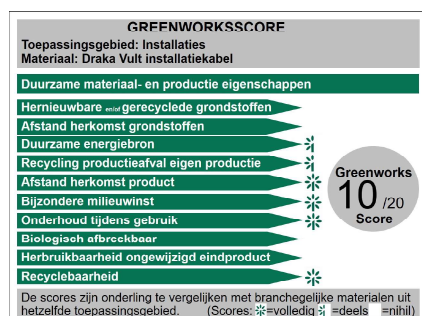 GREENWORKSSCORE
Toepassingsgebied: Installaties
Materiaal: Draka Vult installatiekabel
Duurzame materiaal- en productie eigenschappen
Hernieuwbare en/of gerecyclede grondstoffen
Afstand herkomst grondstoffen
Duurzame energiebron
Recycling productieafval eigen productie
Afstand herkomst product
Bijzondere milieuwinst
Onderhoud tijdens gebruik
Biologisch afbreekbaar
Herbruikbaarheid ongewijzigd eindproduct
Recyclebaarheid
Greenworks
10 /20
Score
De scores zijn onderling te vergelijken met branchegelijke materialen uit
hetzelfde toepassingsgebied. (Scores: =volledig =deels =nihil)